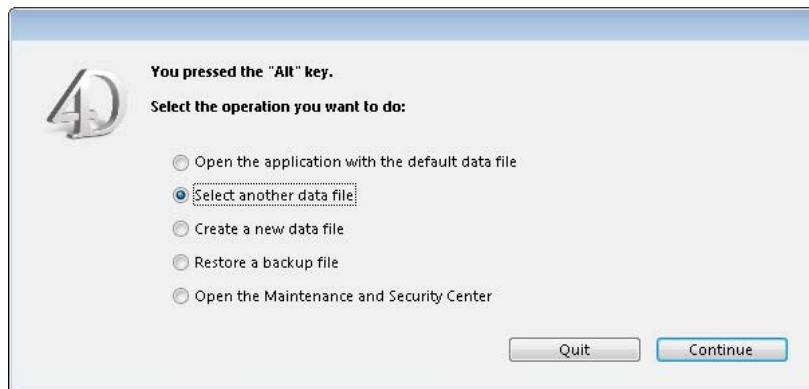 4D
You pressed the "Alt" key.
Select the operation you want to do:
Open the application with the default data file
Select another data file
Create a new data file
Restore a backup file
Open the Maintenance and Security Center
Quit Continue